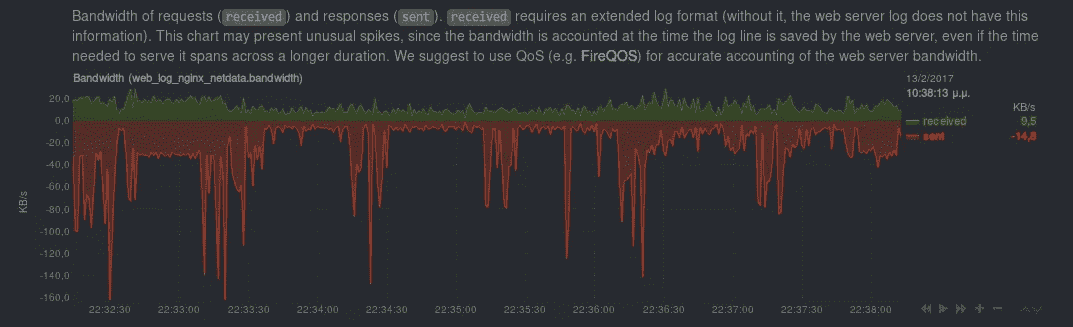 Bandwidth of requests (received) and responses (sent). received requires an extended log format (without it, the web server log does not have this
information). This chart may present unusual spikes, since the bandwidth is accounted at the time the log line is saved by the web server, even if the time
needed to serve it spans across a longer duration. We suggest to use QoS (e.g. FireQOS) for accurate accounting of the web server bandwidth.
Bandwidth (web_log_nginx_netdata.bandwidth)
13/2/2017
10:38:13 μ.μ.
KB/s
received 9,5
sent -14,8
20,0
0,0
-20,0
-40,0
-60,0
-80,0
-100,0
-120,0
-140,0
-160,0
KB/s
22:32:30 22:33:00 22:33:30 22:34:00 22:34:30 22:35:00 22:35:30 22:36:00 22:36:30 22:37:00 22:37:30 22:38:00